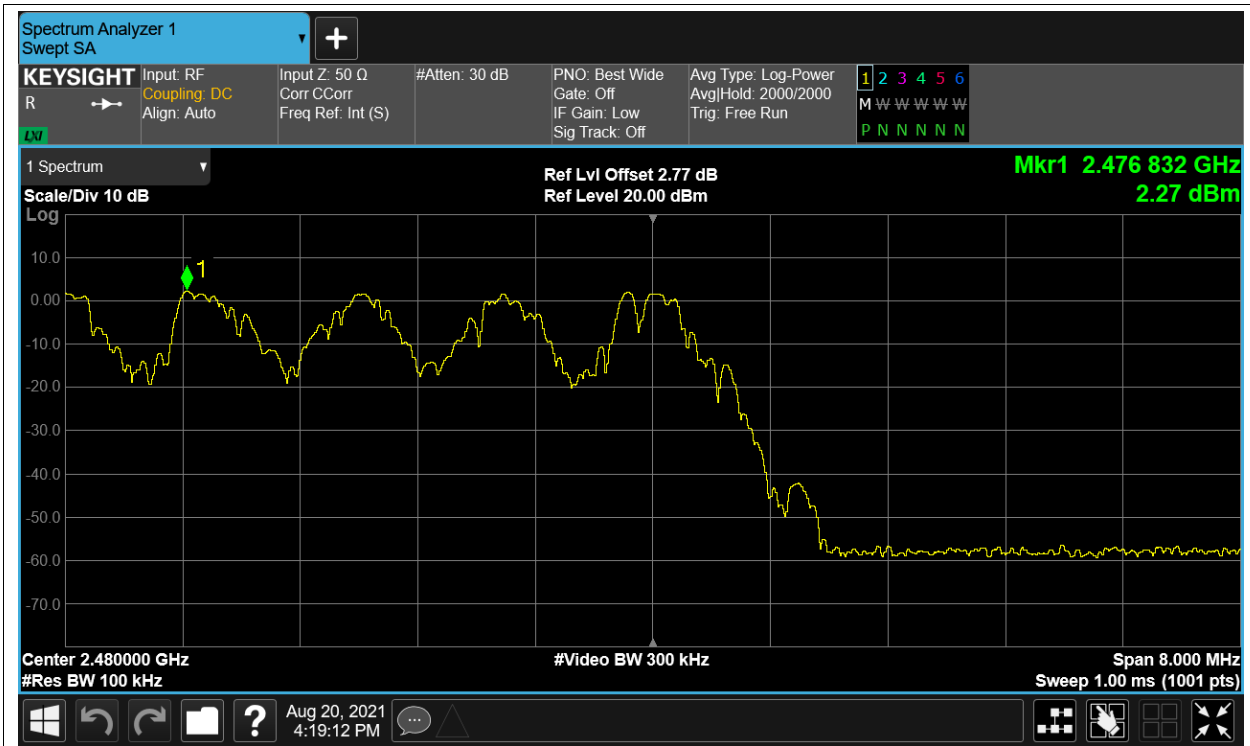 Spectrum Analyzer 1
Swept SA
KEYSIGHT
R
LXI
Input: RF
Coupling: DC
Align: Auto
Input Z: 50 Ω
Corr CCorr
Freq Ref: Int (S)
#Atten: 30 dB
PNO: Best Wide
Gate: Off
IF Gain: Low
Sig Track: Off
Avg Type: Log-Power
Avg|Hold: 2000/2000
Trig: Free Run
1 2 3 4 5 6
M W W W W W
P N N N N N
1 Spectrum
Scale/Div 10 dB
Log
Ref Lvl Offset 2.77 dB
Ref Level 20.00 dBm
Mkr1 2.476 832 GHz
2.27 dBm
1
10.0
0.00
-10.0
-20.0
-30.0
-40.0
-50.0
-60.0
-70.0
Center 2.480000 GHz
#Res BW 100 kHz
#Video BW 300 kHz
Span 8.000 MHz
Sweep 1.00 ms (1001 pts)
?
Aug 20, 2021
4:19:12 PM